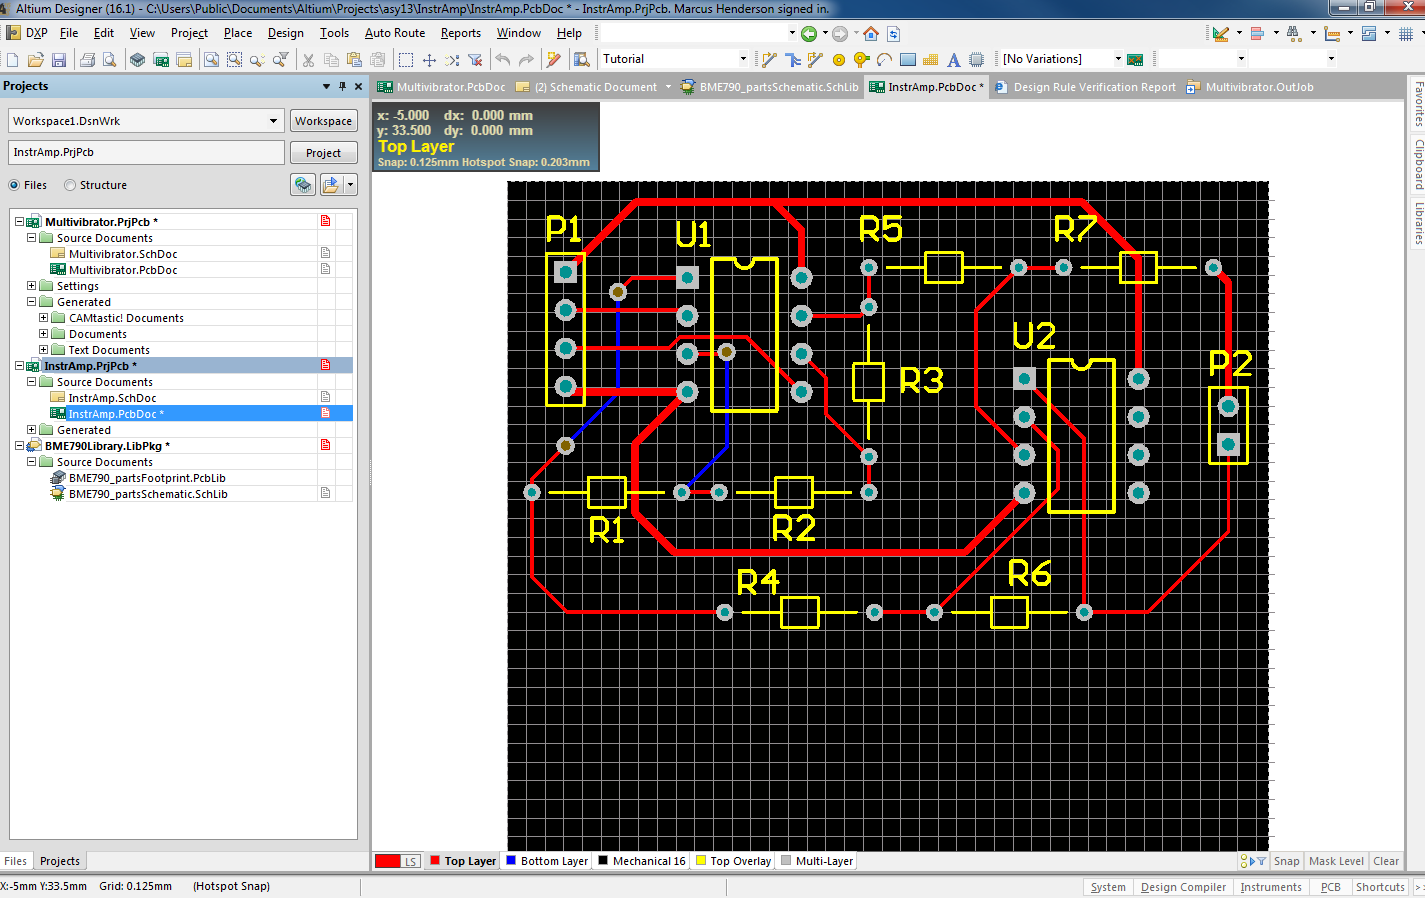 Altium Designer (16.1) - C:\Users\Public\Documents\Altium\Projects\asy13\InstrAmp\InstrAmp.PcbDoc * - InstrAmp.PrjPcb. Marcus Henderson signed in.
DXP File Edit View Project Place Design Tools Auto Route Reports Window Help
Tutorial [No Variations]
Projects
Multivibrator.PcbDoc (2) Schematic Document BME790_partsSchematic.SchLib InstrAmp.PcbDoc * Design Rule Verification Report Multivibrator.OutJob
Workspace1.DsnWrk Workspace
InstrAmp.PrjPcb Project
Files Structure
Multivibrator.PrjPcb *
Source Documents
Multivibrator.SchDoc
Multivibrator.PcbDoc
Settings
Generated
CAMtastic! Documents
Documents
Text Documents
InstrAmp.PrjPcb *
Source Documents
InstrAmp.SchDoc
InstrAmp.PcbDoc *
Generated
BME790Library.LibPkg *
Source Documents
BME790_partsFootprint.PcbLib
BME790_partsSchematic.SchLib
Files Projects
x: -5.000 dx: 0.000 mm
y: 33.500 dy: 0.000 mm
Top Layer
Snap: 0.125mm Hotspot Snap: 0.203mm
P1 U1 R5 R7
U2
P2
R3
R1 R2
R4 R6
Favorites
Clipboard
Libraries
LS Top Layer Bottom Layer Mechanical 16 Top Overlay Multi-Layer Snap Mask Level Clear
X:-5mm Y:33.5mm Grid: 0.125mm (Hotspot Snap) System Design Compiler Instruments PCB Shortcuts >>